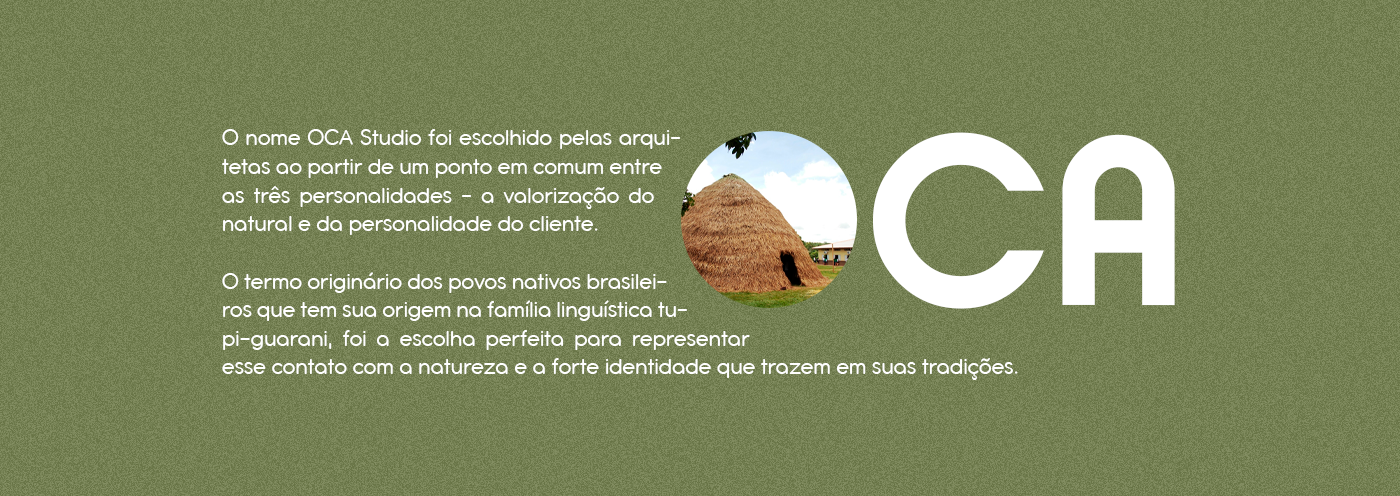 O nome OCA Studio foi escolhido pelas arqui-
tetas ao partir de um ponto em comum entre
as três personalidades - a valorização do
natural e da personalidade do cliente.
O termo originário dos povos nativos brasilei-
ros que tem sua origem na família linguística tu-
pi-guarani, foi a escolha perfeita para representar
esse contato com a natureza e a forte identidade que trazem em suas tradições.
OCA